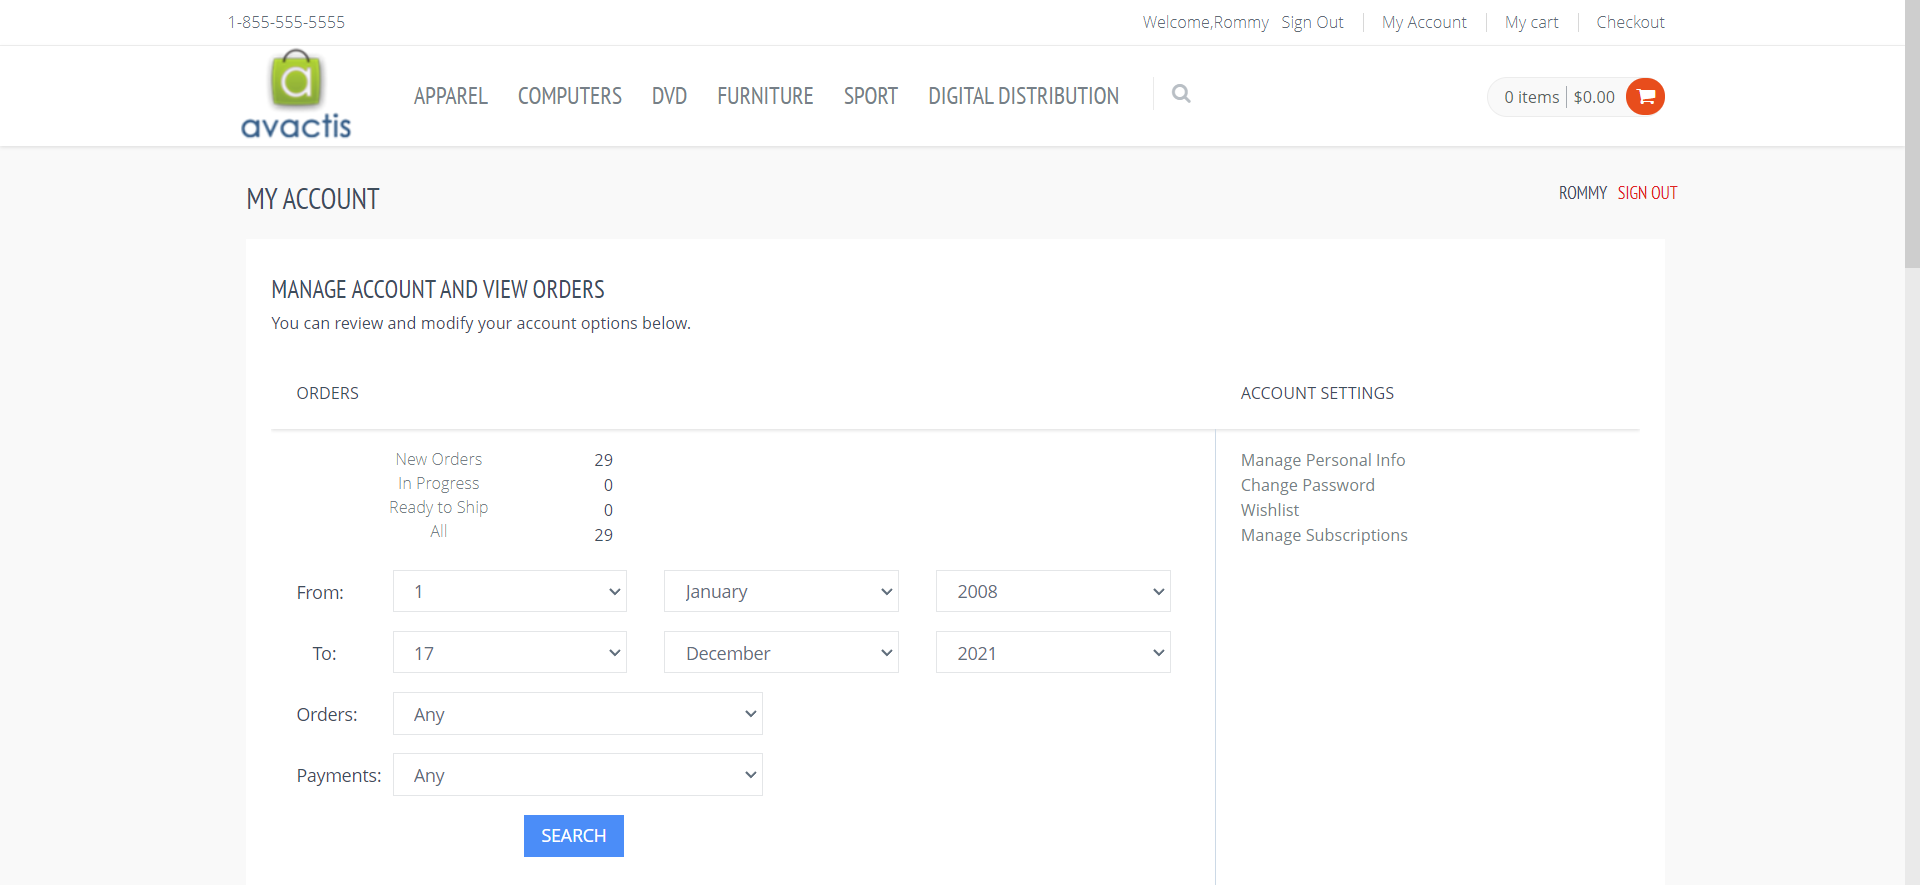 1-855-555-5555
Welcome,Rommy Sign Out My Account My cart Checkout
avactis
APPAREL COMPUTERS DVD FURNITURE SPORT DIGITAL DISTRIBUTION
0 items $0.00
MY ACCOUNT
ROMMY SIGN OUT
MANAGE ACCOUNT AND VIEW ORDERS
You can review and modify your account options below.
ORDERS
New Orders 29
In Progress 0
Ready to Ship 0
All 29
From: 1 January 2008
To: 17 December 2021
Orders: Any
Payments: Any
SEARCH
ACCOUNT SETTINGS
Manage Personal Info
Change Password
Wishlist
Manage Subscriptions